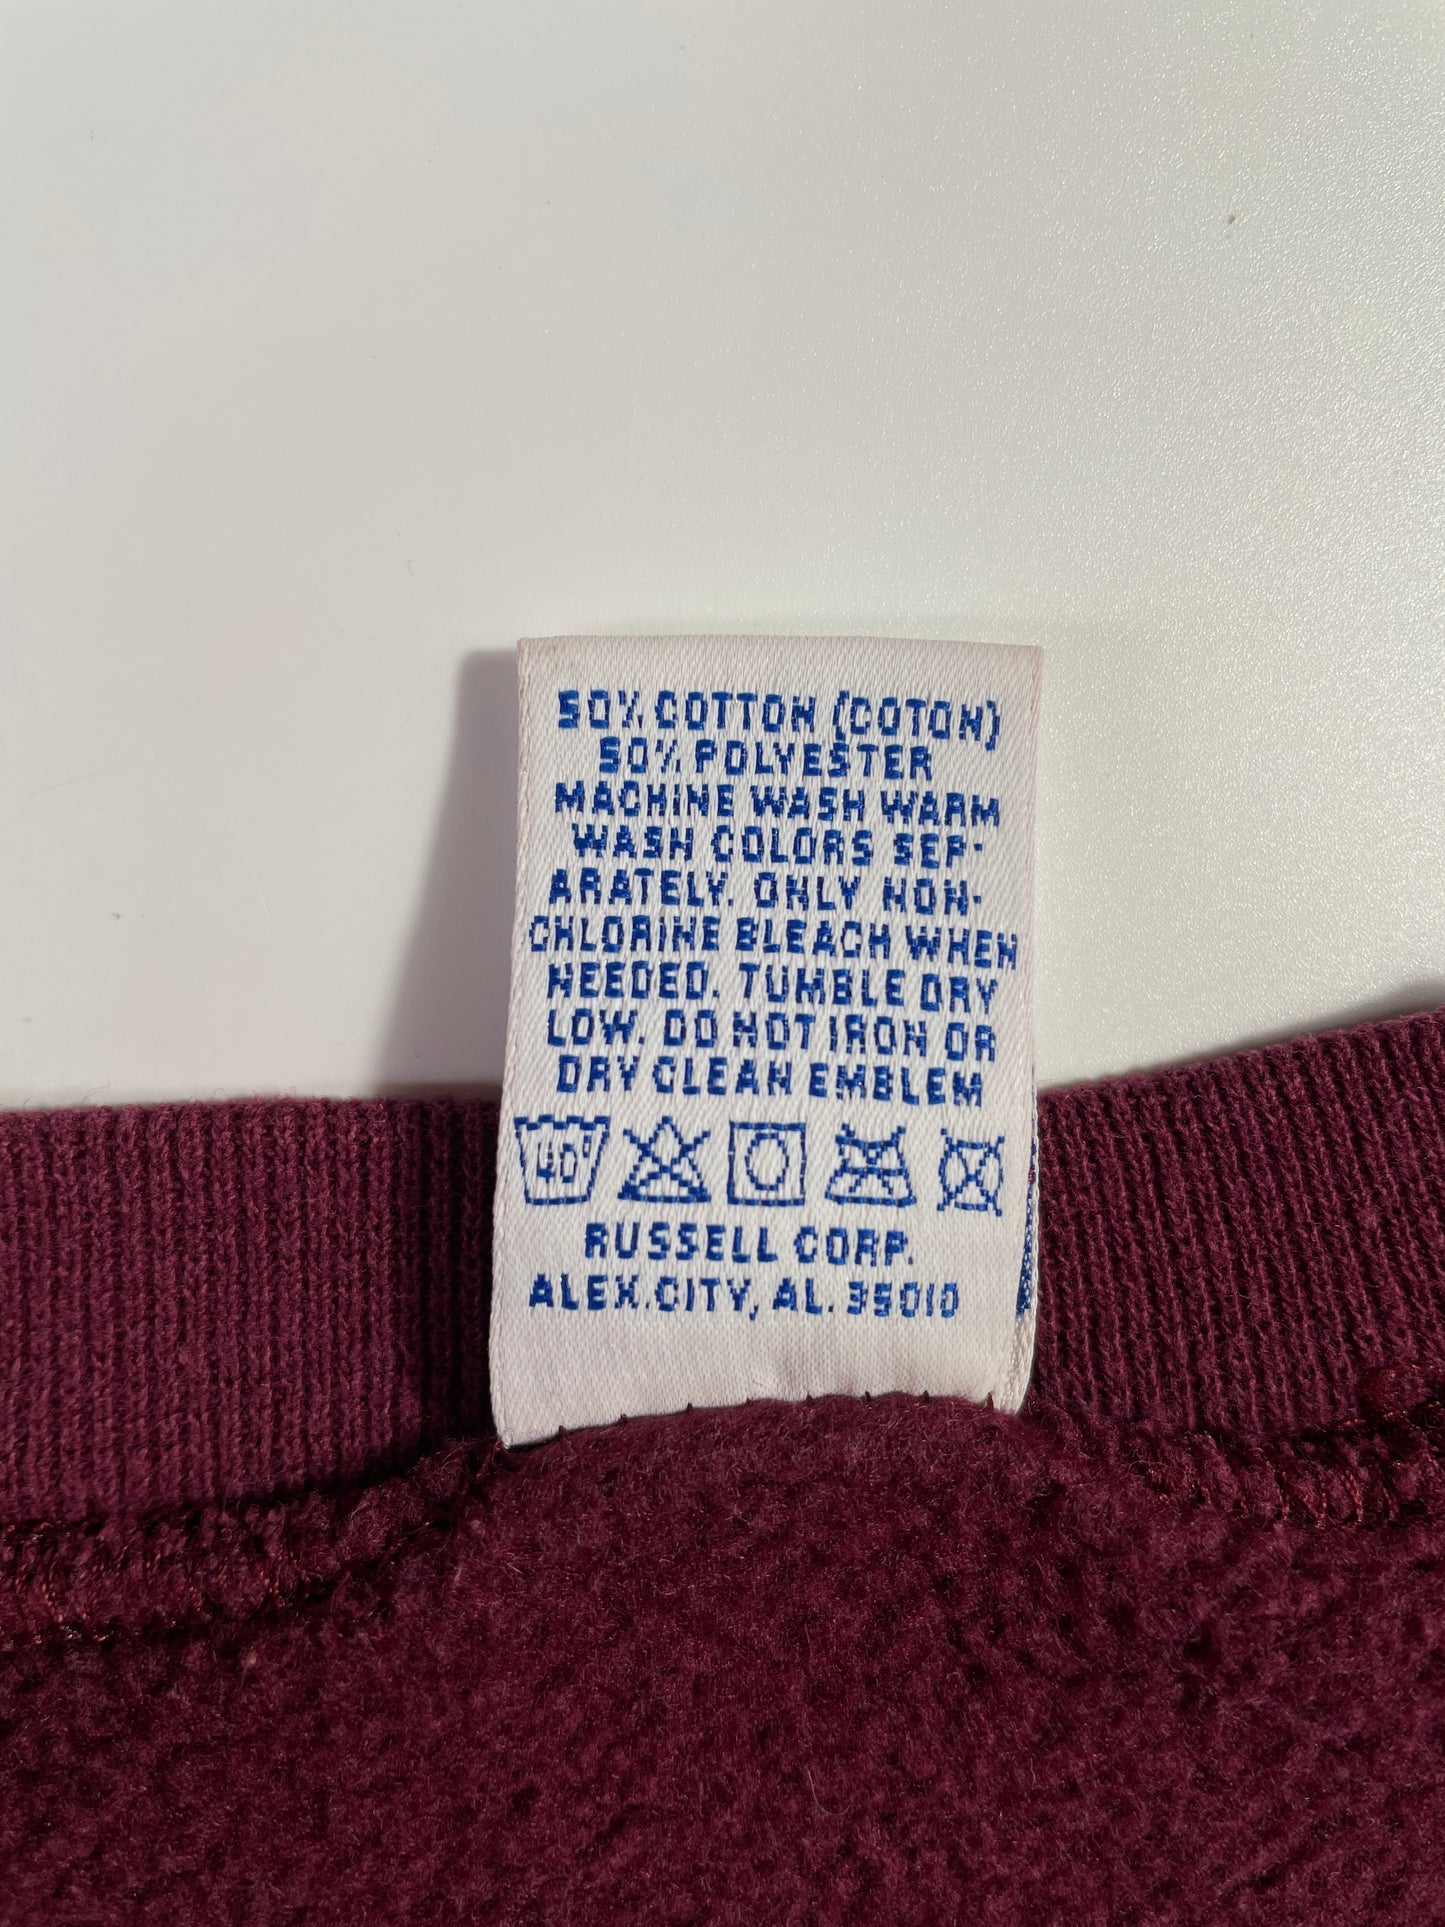 50% COTTON (COTON)
50% POLYESTER
MACHINE WASH WARM
WASH COLORS SEP-
ARATELY. ONLY NON-
CHLORINE BLEACH WHEN
NEEDED. TUMBLE DRY
LOW. DO NOT IRON OR
DRY CLEAN EMBLEM
40°
RUSSELL CORP.
ALEX.CITY, AL. 35010